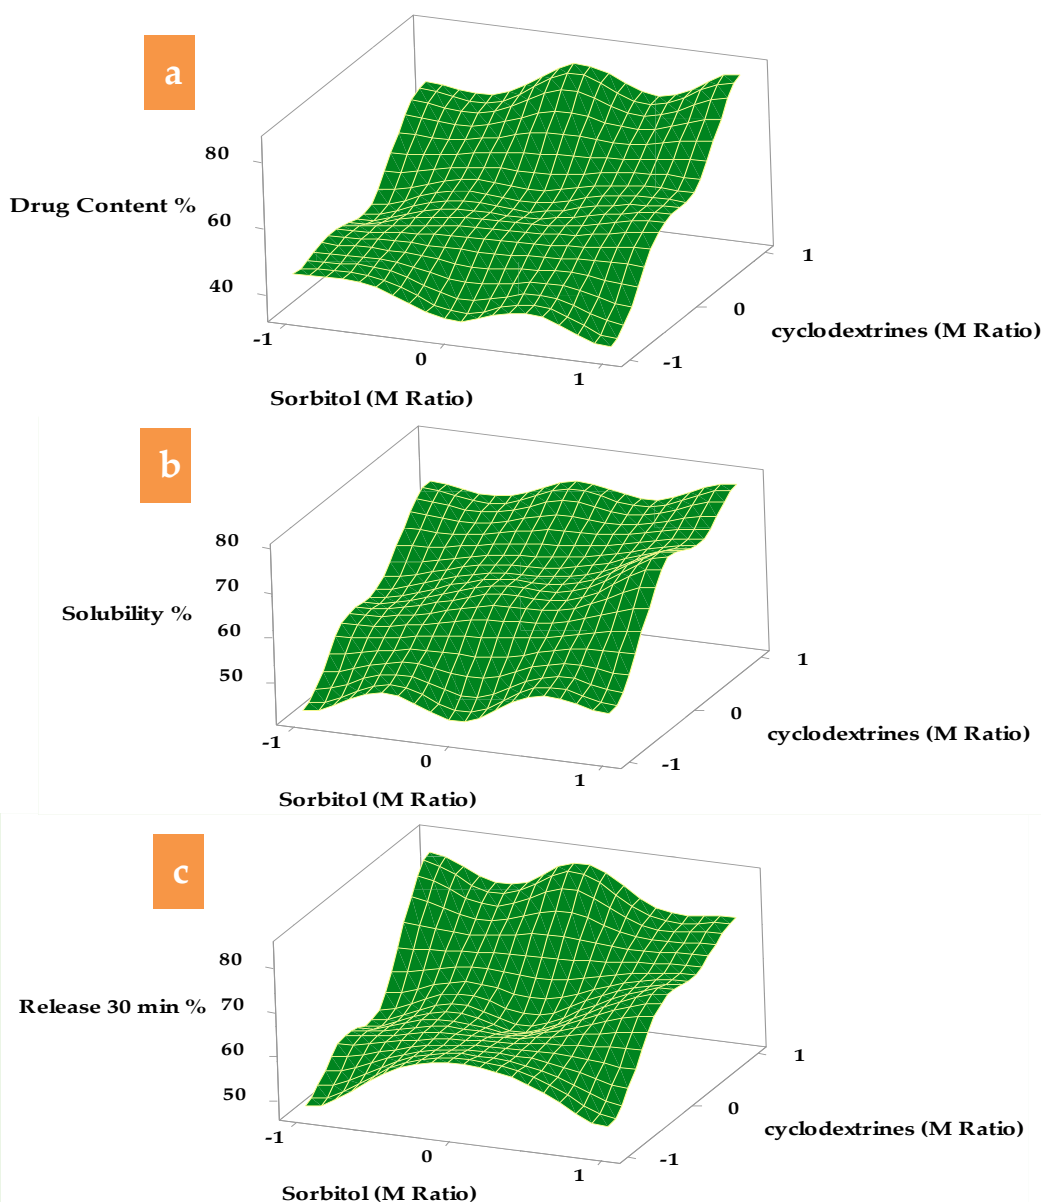 a
80
Drug Content %
60
40
-1
0
1
Sorbitol (M Ratio)
-1
0
1
cyclodextrines (M Ratio)
b
80
70
Solubility %
60
50
-1
0
1
Sorbitol (M Ratio)
-1
0
1
cyclodextrines (M Ratio)
c
80
Release 30 min %
70
60
50
-1
0
1
Sorbitol (M Ratio)
-1
0
1
cyclodextrines (M Ratio)